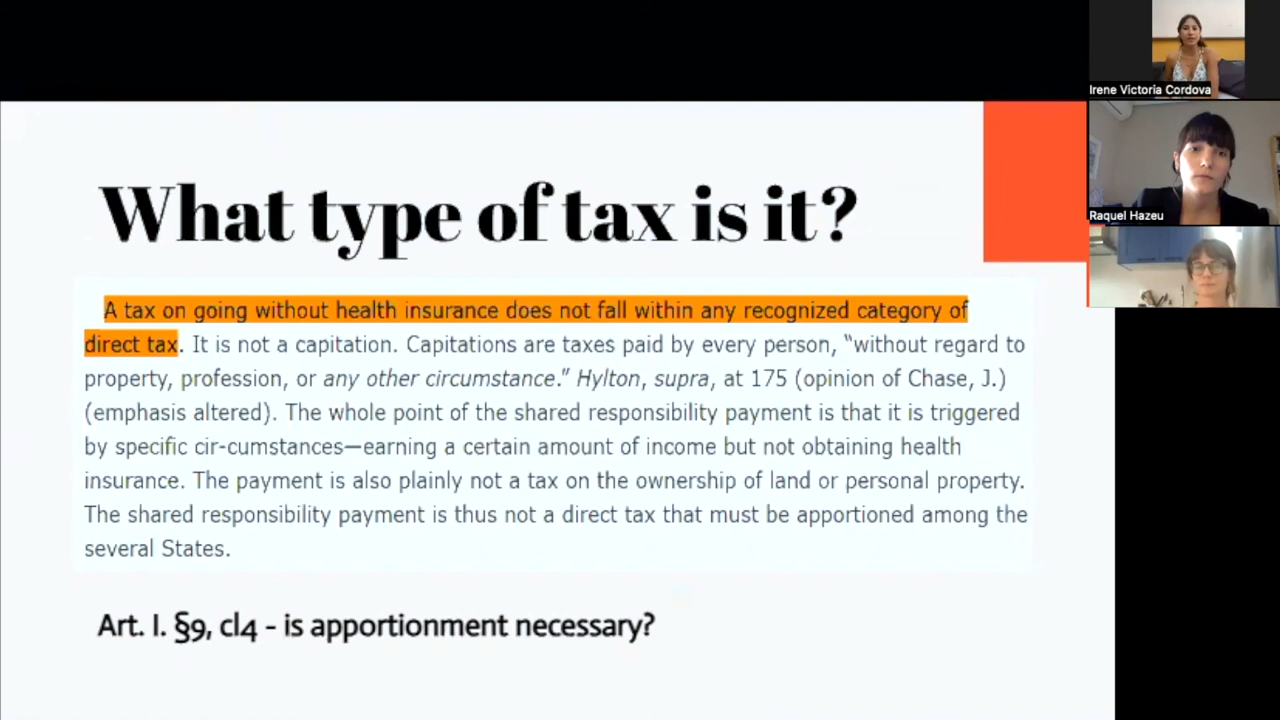 What type of tax is it?
A tax on going without health insurance does not fall within any recognized category of
direct tax. It is not a capitation. Capitations are taxes paid by every person, “without regard to
property, profession, or any other circumstance.” Hylton, supra, at 175 (opinion of Chase, J.)
(emphasis altered). The whole point of the shared responsibility payment is that it is triggered
by specific cir-cumstances—earning a certain amount of income but not obtaining health
insurance. The payment is also plainly not a tax on the ownership of land or personal property.
The shared responsibility payment is thus not a direct tax that must be apportioned among the
several States.
Art. I. §9, cl4 - is apportionment necessary?
Irene Victoria Cordova
Raquel Hazeu